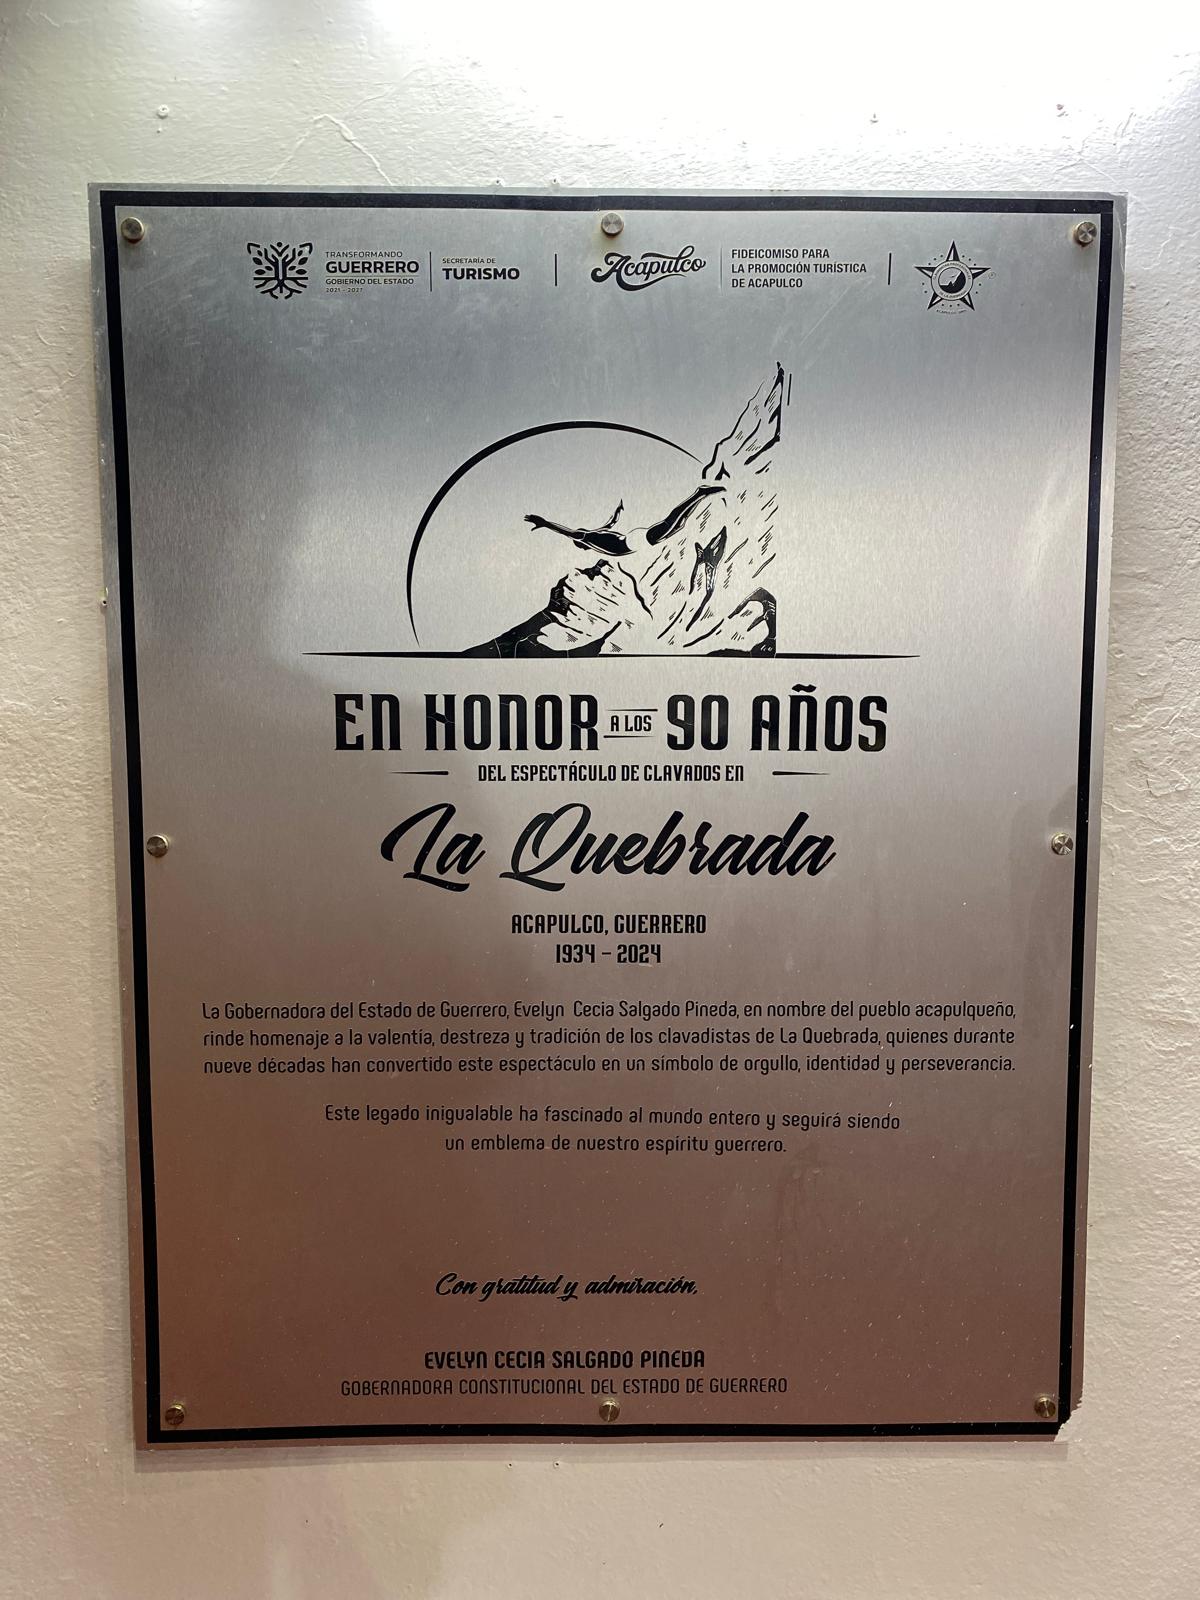 TRANSFORMANDO
GUERRERO
GOBIERNO DEL ESTADO
2021 - 2027
SECRETARÍA DE
TURISMO
Acapulco
FIDEICOMISO PARA
LA PROMOCIÓN TURÍSTICA
DE ACAPULCO
EN HONOR A LOS 90 AÑOS
DEL ESPECTÁCULO DE CLAVADOS EN
La Quebrada
ACAPULCO, GUERRERO
1934 - 2024
La Gobernadora del Estado de Guerrero, Evelyn Cecia Salgado Pineda, en nombre del pueblo acapulqueño,
rinde homenaje a la valentía, destreza y tradición de los clavadistas de La Quebrada, quienes durante
nueve décadas han convertido este espectáculo en un símbolo de orgullo, identidad y perseverancia.
Este legado inigualable ha fascinado al mundo entero y seguirá siendo
un emblema de nuestro espíritu guerrero.
Con gratitud y admiración,
EVELYN CECIA SALGADO PINEDA
GOBERNADORA CONSTITUCIONAL DEL ESTADO DE GUERRERO